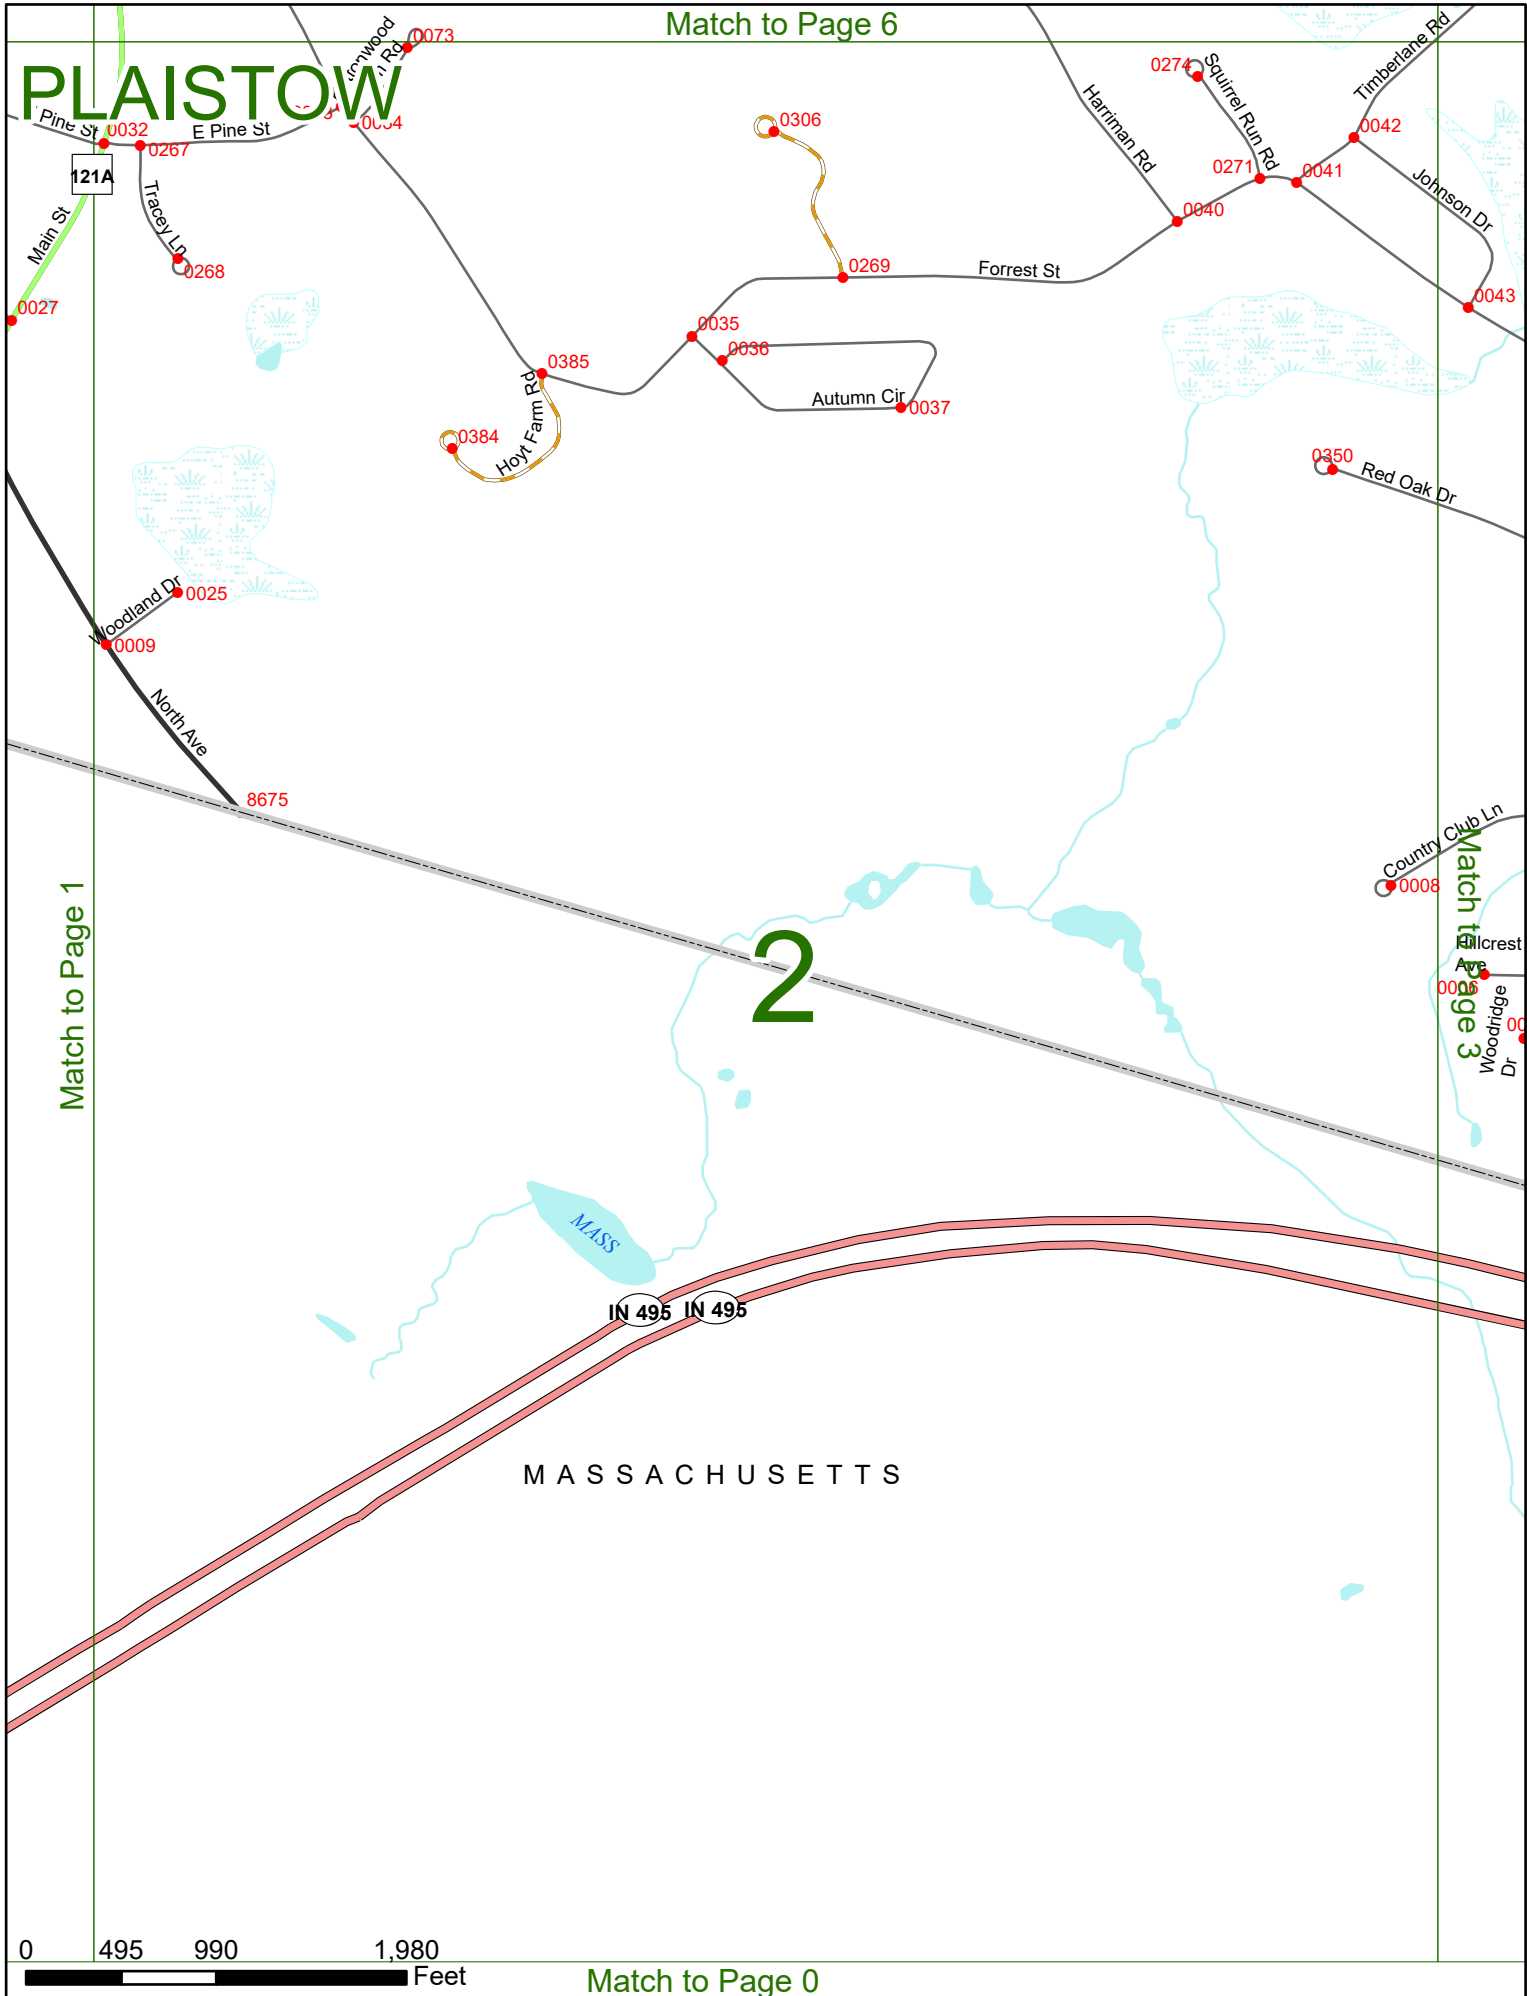 Match to Page 6
PLAISTOW
0073
Rd
0274
Squirrel Run Rd
Timberlane Rd
Harriman Rd
0306
Pine St
0032
E Pine St
0267
0042
121A
Tracey Ln
0271
0041
Johnson Dr
Main St
0040
0268
0269
Forrest St
0027
0043
0035
0036
0385
Hoyt Farm Rd
Autumn Cir
0037
0384
0350
Red Oak Dr
Woodland Dr
0025
0009
North Ave
8675
Country Club Ln
0008
Match to Page 1
Match to Page 3
2
Hillcrest
Ave
0006
Woodridge
Dr
00
MASS
IN 495
IN 495
MASSACHUSETTS
0 495 990 1,980
Feet
Match to Page 0